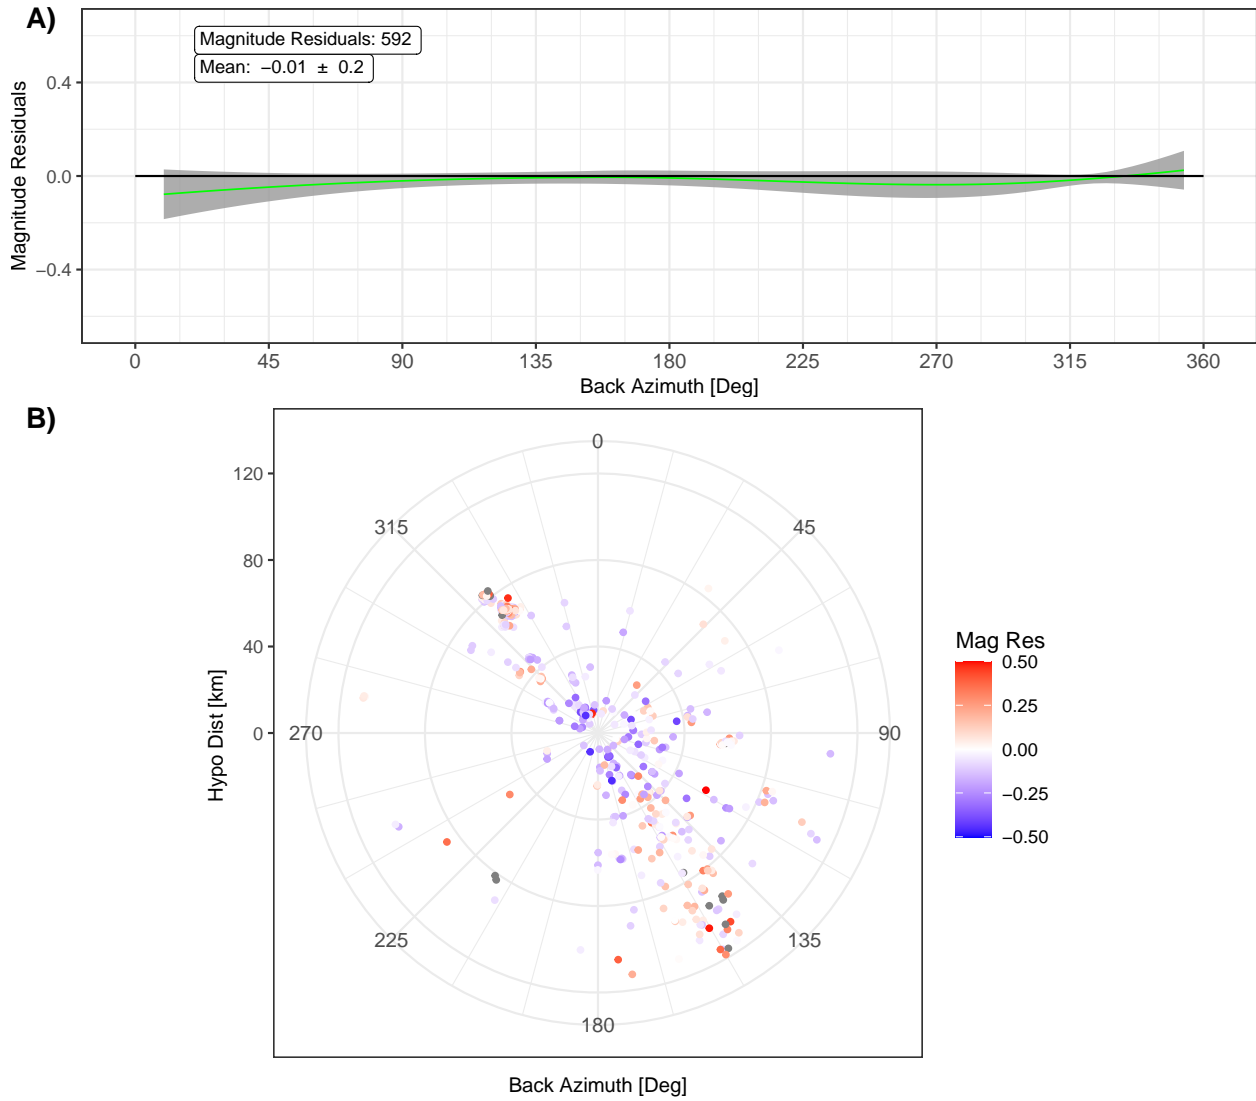 A)
Magnitude Residuals: 592
Mean: −0.01 ± 0.2
Magnitude Residuals
0.4
0.0
−0.4
0 45 90 135 180 225 270 315 360
Back Azimuth [Deg]
B)
Hypo Dist [km]
120
80
40
0
0
45
90
135
180
225
270
315
Back Azimuth [Deg]
Mag Res
0.50
0.25
0.00
−0.25
−0.50